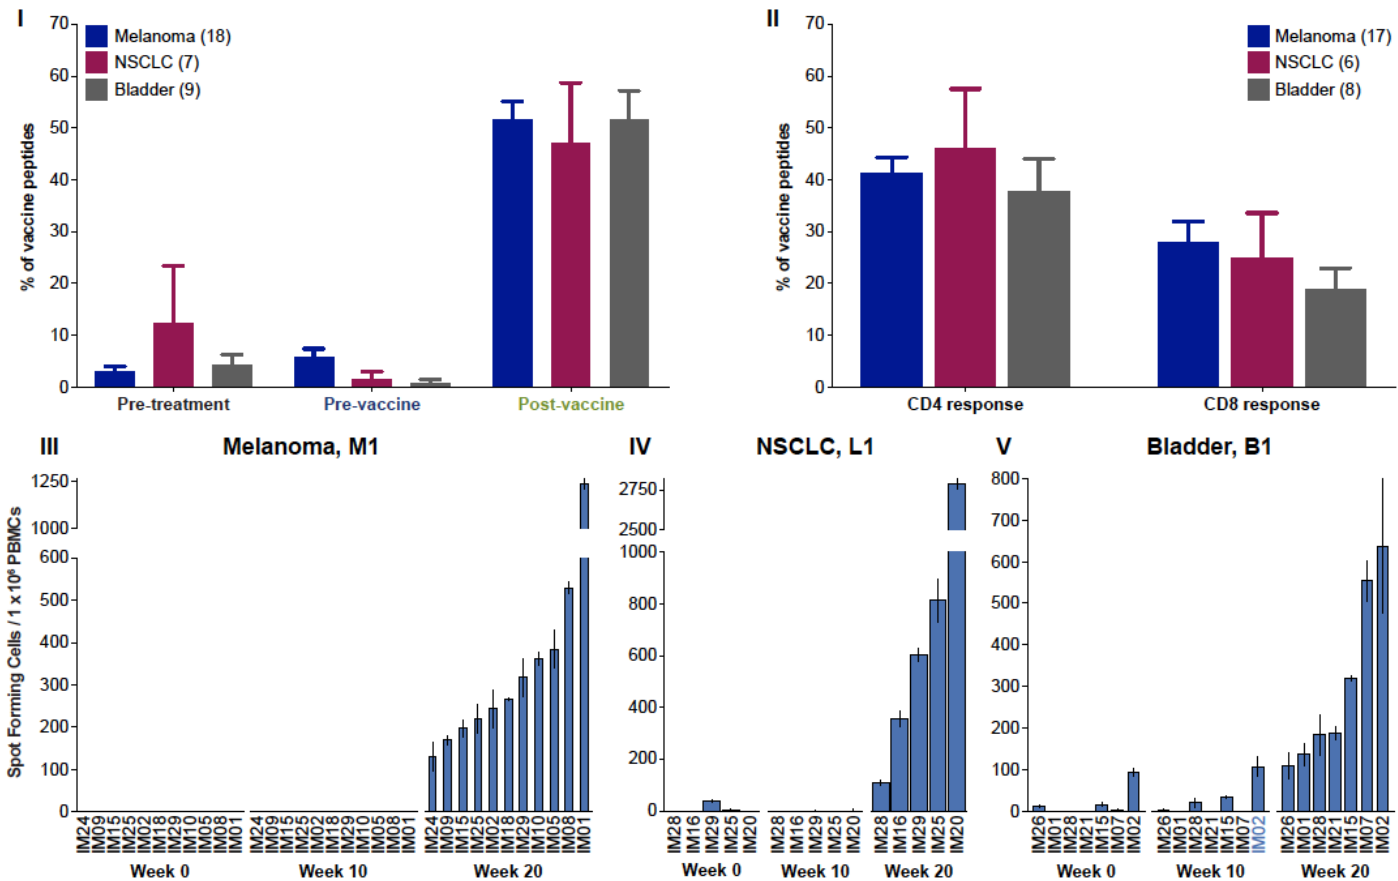 I
70
60
50
40
30
20
10
0
% of vaccine peptides
Melanoma (18)
NSCLC (7)
Bladder (9)
Pre-treatment Pre-vaccine Post-vaccine
II
70
60
50
40
30
20
10
0
% of vaccine peptides
Melanoma (17)
NSCLC (6)
Bladder (8)
CD4 response CD8 response
III Melanoma, M1
Spot Forming Cells / 1 x 10⁶ PBMCs
1250
1000
600
500
400
300
200
100
0
IM24 IM09 IM15 IM25 IM02 IM18 IM29 IM10 IM05 IM08 IM01
IM24 IM09 IM15 IM25 IM02 IM18 IM29 IM10 IM05 IM08 IM01
IM24 IM09 IM15 IM25 IM02 IM18 IM29 IM10 IM05 IM08 IM01
Week 0 Week 10 Week 20
IV NSCLC, L1
2750
2500
1000
800
600
400
200
0
IM28 IM16 IM29 IM25 IM20
IM28 IM16 IM29 IM25 IM20
IM28 IM16 IM29 IM25 IM20
Week 0 Week 10 Week 20
V Bladder, B1
800
700
600
500
400
300
200
100
0
IM26 IM01 IM28 IM21 IM15 IM07 IM02
IM26 IM01 IM28 IM21 IM15 IM07 IM02
IM26 IM01 IM28 IM21 IM15 IM07 IM02
Week 0 Week 10 Week 20